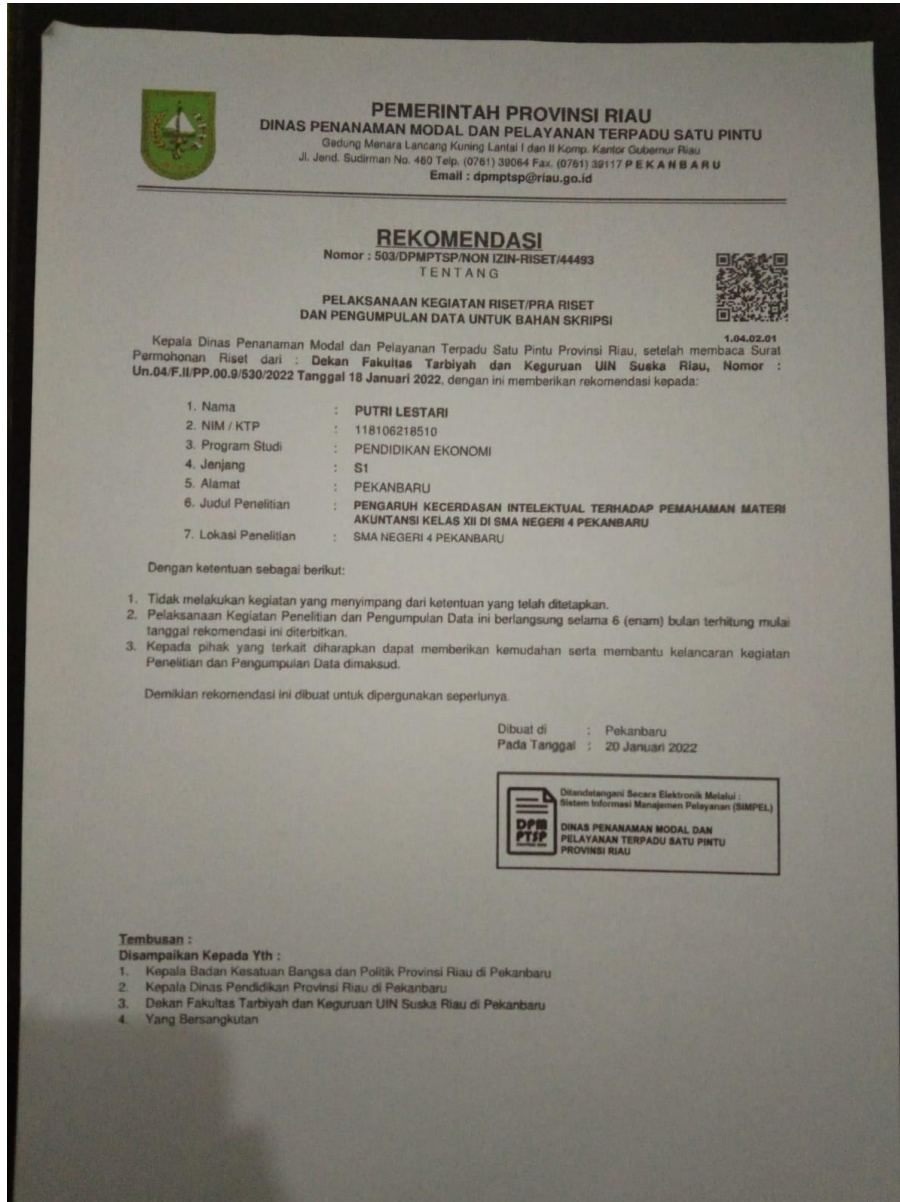 PEMERINTAH PROVINSI RIAU
DINAS PENANAMAN MODAL DAN PELAYANAN TERPADU SATU PINTU
Gedung Menara Lancang Kuning Lantai I dan II Komp. Kantor Gubernur Riau
Jl. Jend. Sudirman No. 460 Telp. (0761) 39064 Fax. (0761) 39117 P E K A N B A R U
Email : dpmptsp@riau.go.id
REKOMENDASI
Nomor : 503/DPMPTSP/NON IZIN-RISET/44493
T E N T A N G
PELAKSANAAN KEGIATAN RISET/PRA RISET
DAN PENGUMPULAN DATA UNTUK BAHAN SKRIPSI
1.04.02.01
Kepala Dinas Penanaman Modal dan Pelayanan Terpadu Satu Pintu Provinsi Riau, setelah membaca Surat
Permohonan Riset dari : Dekan Fakultas Tarbiyah dan Keguruan UIN Suska Riau, Nomor :
Un.04/F.II/PP.00.9/530/2022 Tanggal 18 Januari 2022, dengan ini memberikan rekomendasi kepada:
1. Nama : PUTRI LESTARI
2. NIM / KTP : 118106218510
3. Program Studi : PENDIDIKAN EKONOMI
4. Jenjang : S1
5. Alamat : PEKANBARU
6. Judul Penelitian : PENGARUH KECERDASAN INTELEKTUAL TERHADAP PEMAHAMAN MATERI
AKUNTANSI KELAS XII DI SMA NEGERI 4 PEKANBARU
7. Lokasi Penelitian : SMA NEGERI 4 PEKANBARU
Dengan ketentuan sebagai berikut:
1. Tidak melakukan kegiatan yang menyimpang dari ketentuan yang telah ditetapkan.
2. Pelaksanaan Kegiatan Penelitian dan Pengumpulan Data ini berlangsung selama 6 (enam) bulan terhitung mulai
tanggal rekomendasi ini diterbitkan.
3. Kepada pihak yang terkait diharapkan dapat memberikan kemudahan serta membantu kelancaran kegiatan
Penelitian dan Pengumpulan Data dimaksud.
Demikian rekomendasi ini dibuat untuk dipergunakan seperlunya.
Dibuat di : Pekanbaru
Pada Tanggal : 20 Januari 2022
Ditandatangani Secara Elektronik Melalui :
Sistem Informasi Manajemen Pelayanan (SIMPEL)
DPM
PTSP
DINAS PENANAMAN MODAL DAN
PELAYANAN TERPADU SATU PINTU
PROVINSI RIAU
Tembusan :
Disampaikan Kepada Yth :
1. Kepala Badan Kesatuan Bangsa dan Politik Provinsi Riau di Pekanbaru
2. Kepala Dinas Pendidikan Provinsi Riau di Pekanbaru
3. Dekan Fakultas Tarbiyah dan Keguruan UIN Suska Riau di Pekanbaru
4. Yang Bersangkutan